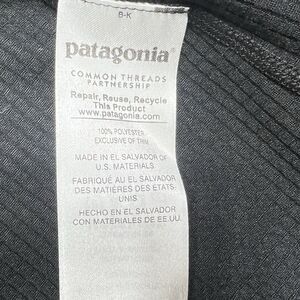 B-K
patagonia®
COMMON THREADS
PARTNERSHIP
Repair, Reuse, Recycle
This Product
www.patagonia.com
100% POLYESTER
EXCLUSIVE OF TRIM
MADE IN EL SALVADOR OF
U.S. MATERIALS
FABRIQUÉ AU EL SALVADOR
DES MATIÈRES DES ETATS-
UNIS
HECHO EN EL SALVADOR
CON MATERIALES DE EE.UU.